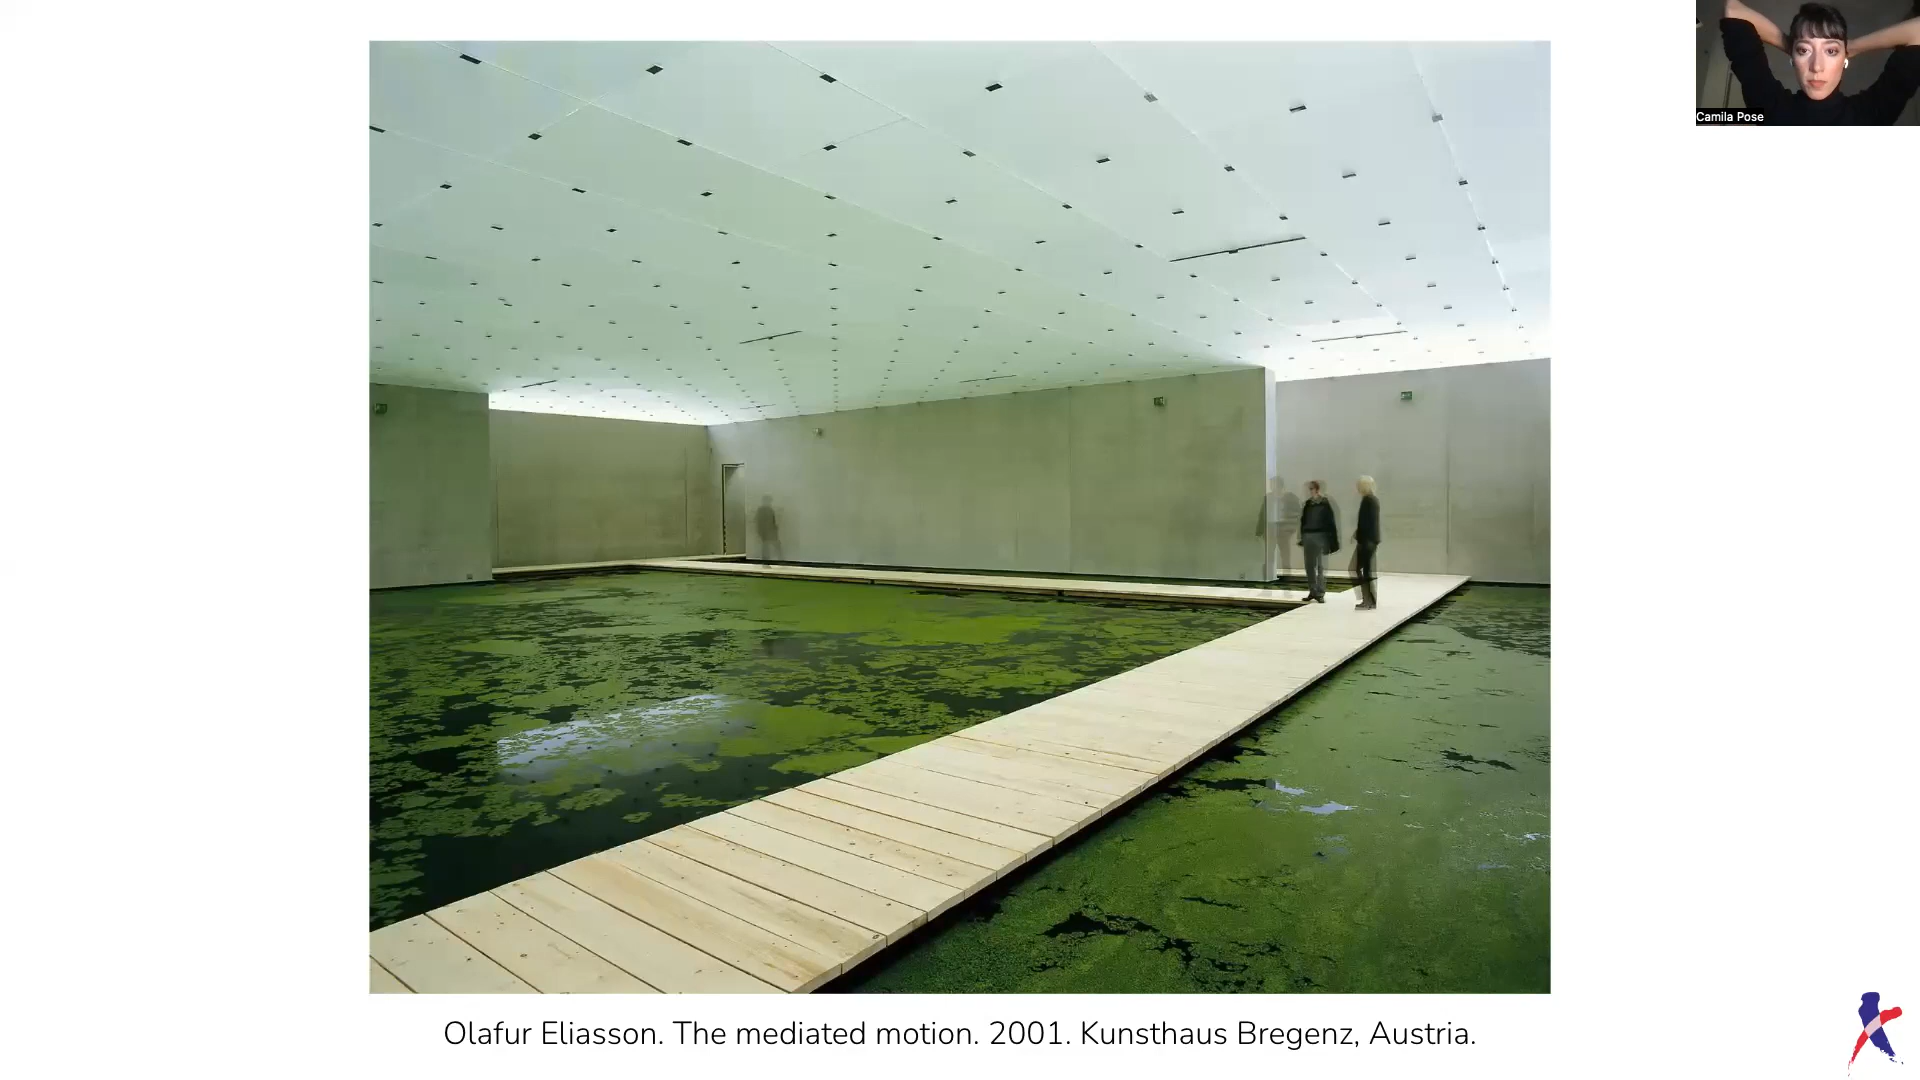 Camila Pose
Olafur Eliasson. The mediated motion. 2001. Kunsthaus Bregenz, Austria.